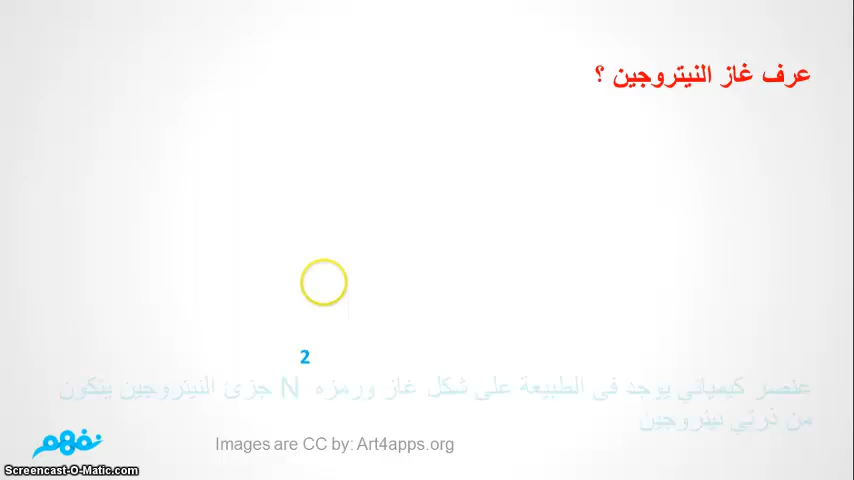 عرف غاز النيتروجين ؟
2
عنصر كيميائي يوجد فى الطبيعة على شكل غاز ورمزه N جزئ النيتروجين يتكون
من ذرتي نيتروجين
نفهم
Images are CC by: Art4apps.org
Screencast-O-Matic.com